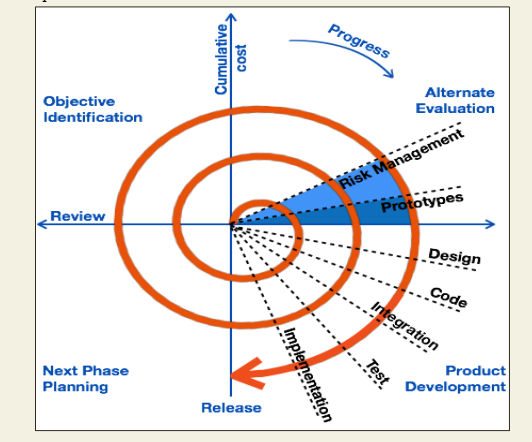 Cumulative
cost
Progress
Objective
Identification
Alternate
Evaluation
Risk Management
Prototypes
Review
Design
Code
Integration
Test
Implementation
Next Phase
Planning
Product
Development
Release